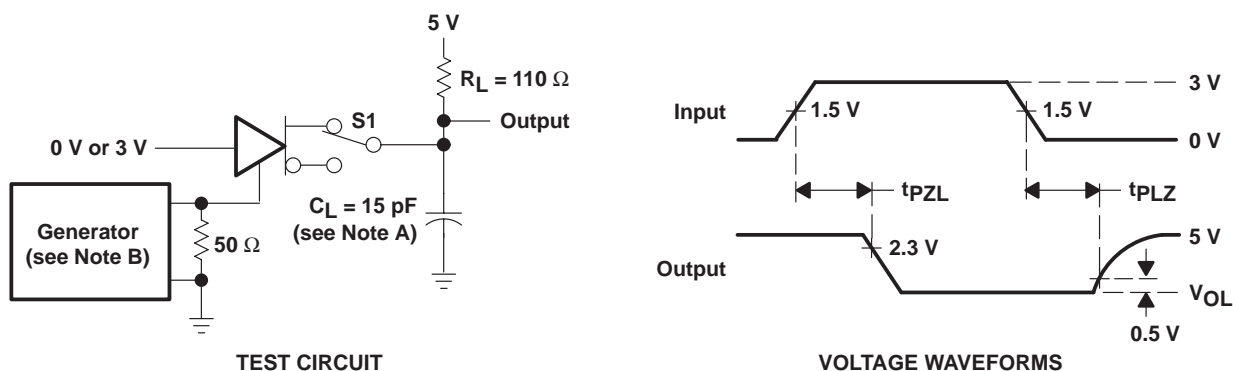 5 V
R_L = 110 Ω
S1
Output
0 V or 3 V
Generator
(see Note B)
50 Ω
C_L = 15 pF
(see Note A)
TEST CIRCUIT
3 V
Input
1.5 V
1.5 V
0 V
t_PZL
t_PLZ
5 V
2.3 V
Output
V_OL
0.5 V
VOLTAGE WAVEFORMS